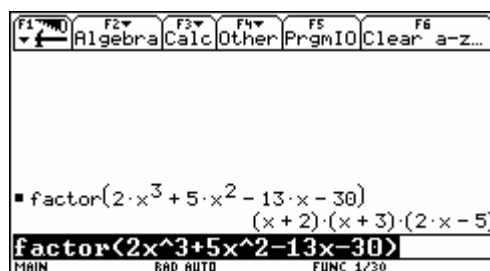 F1 F2▼ F3▼ F4▼ F5 F6
Algebra Calc Other PrgmIO Clear a-z…
▪ factor(2·x³ + 5·x² − 13·x − 30)
(x + 2)·(x + 3)·(2·x − 5)
factor(2x^3+5x^2-13x-30)
MAIN RAD AUTO FUNC 1/30